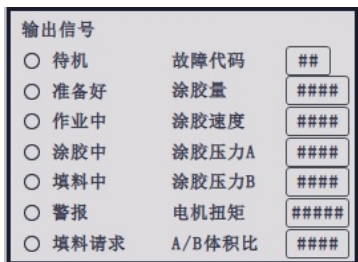 输出信号
待机 故障代码 ##
准备好 涂胶量 ####
作业中 涂胶速度 ####
涂胶中 涂胶压力A ####
填料中 涂胶压力B ####
警报 电机扭矩 #####
填料请求 A/B体积比 ####